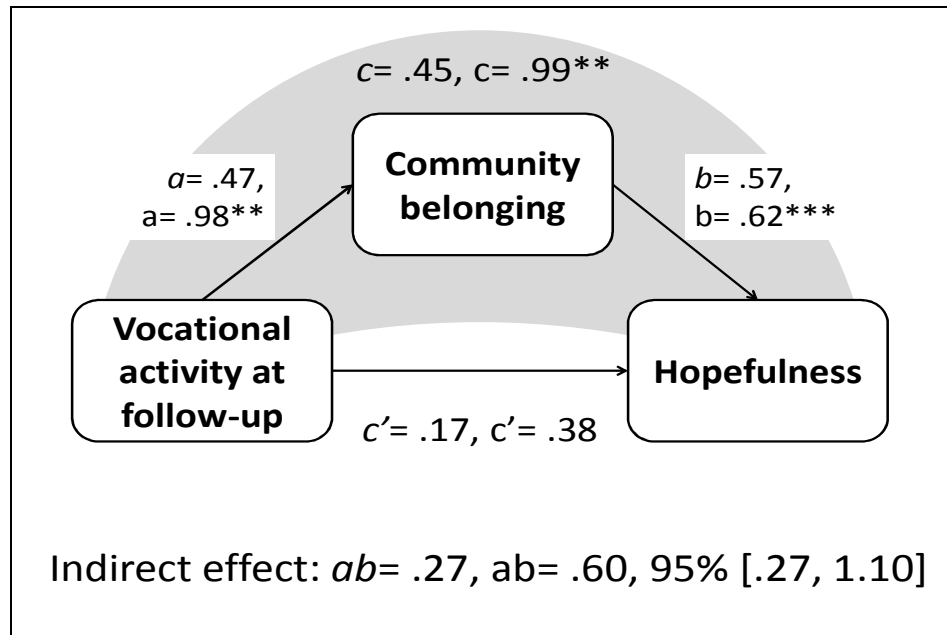 c= .45, c= .99**
Community
belonging
a= .47,
a= .98**
b= .57,
b= .62***
Vocational
activity at
follow-up
Hopefulness
c’= .17, c’= .38
Indirect effect: ab= .27, ab= .60, 95% [.27, 1.10]